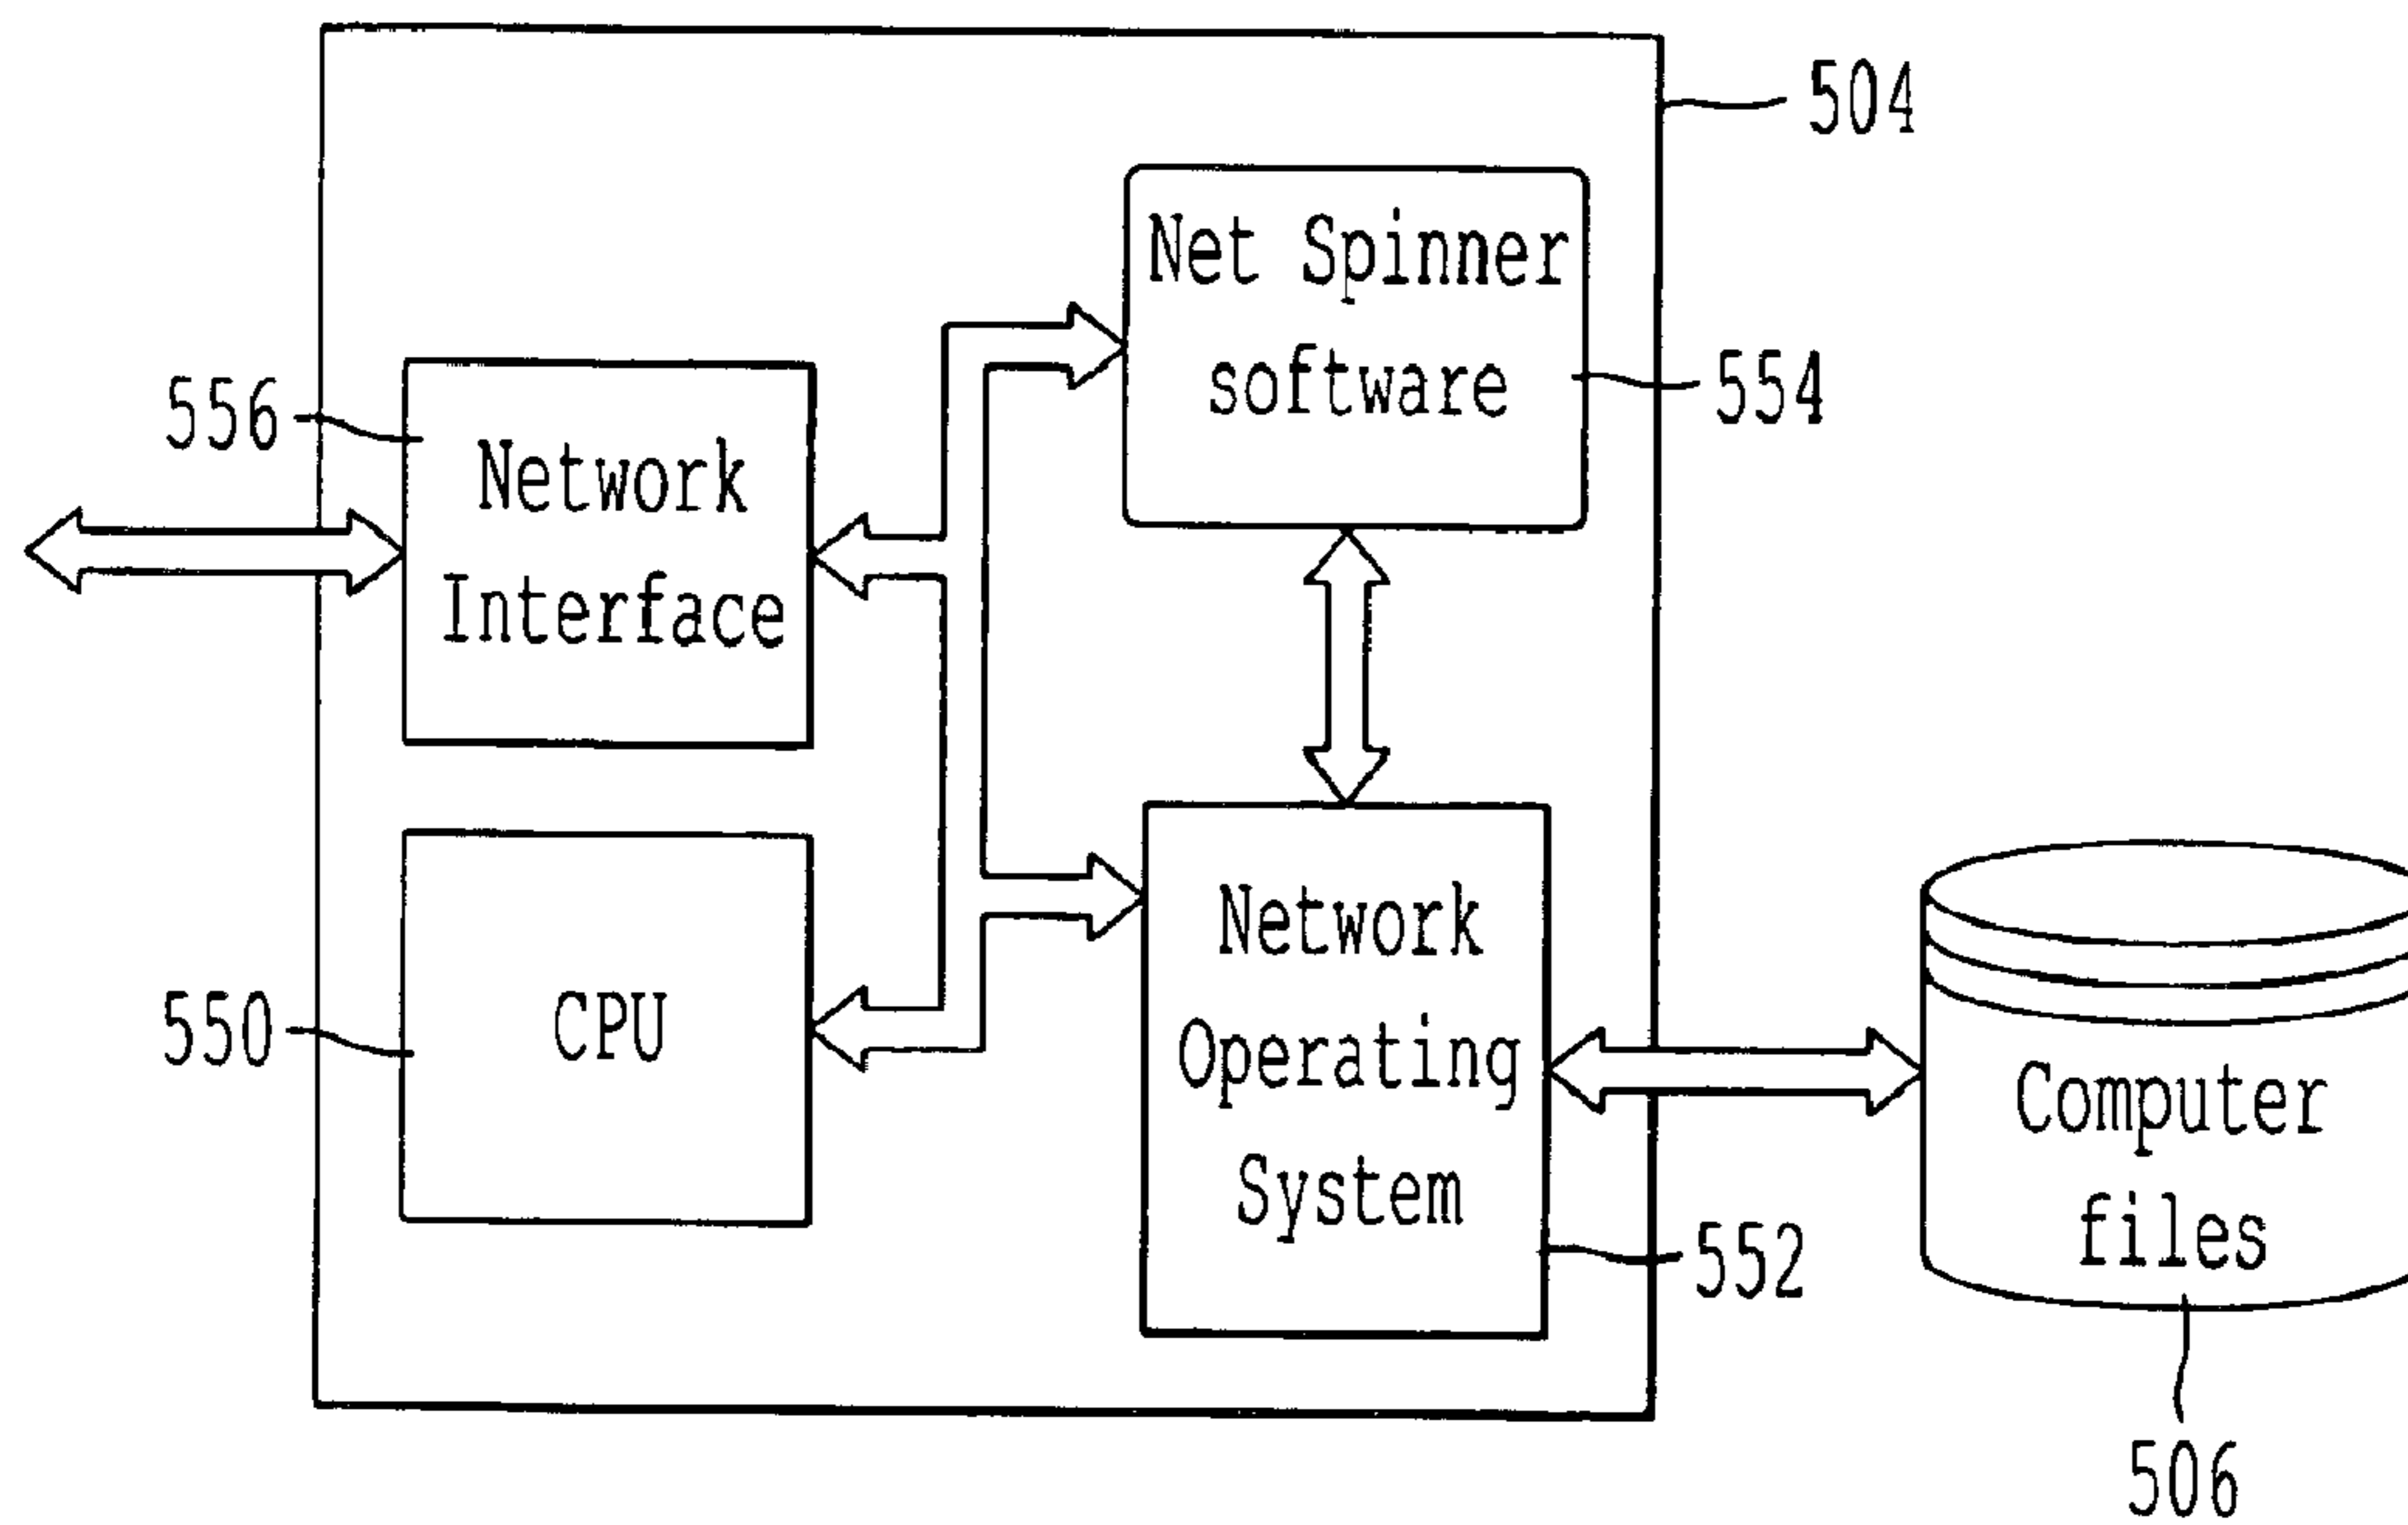 504
Net Spinner
software
554
556
Network
Interface
550
CPU
Network
Operating
System
552
Computer
files
506